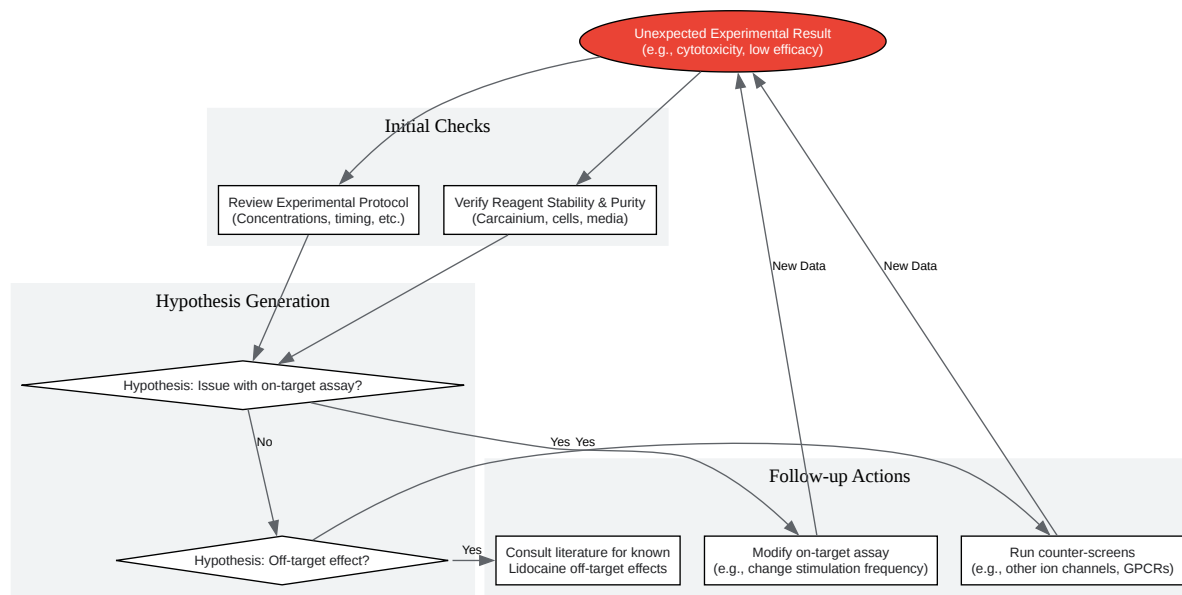 Unexpected Experimental Result
(e.g., cytotoxicity, low efficacy)
Initial Checks
Review Experimental Protocol
(Concentrations, timing, etc.)
Verify Reagent Stability & Purity
(Carcainium, cells, media)
New Data
New Data
Hypothesis Generation
Hypothesis: Issue with on-target assay?
No
Yes
Yes
Follow-up Actions
Hypothesis: Off-target effect?
Yes
Consult literature for known
Lidocaine off-target effects
Modify on-target assay
(e.g., change stimulation frequency)
Run counter-screens
(e.g., other ion channels, GPCRs)